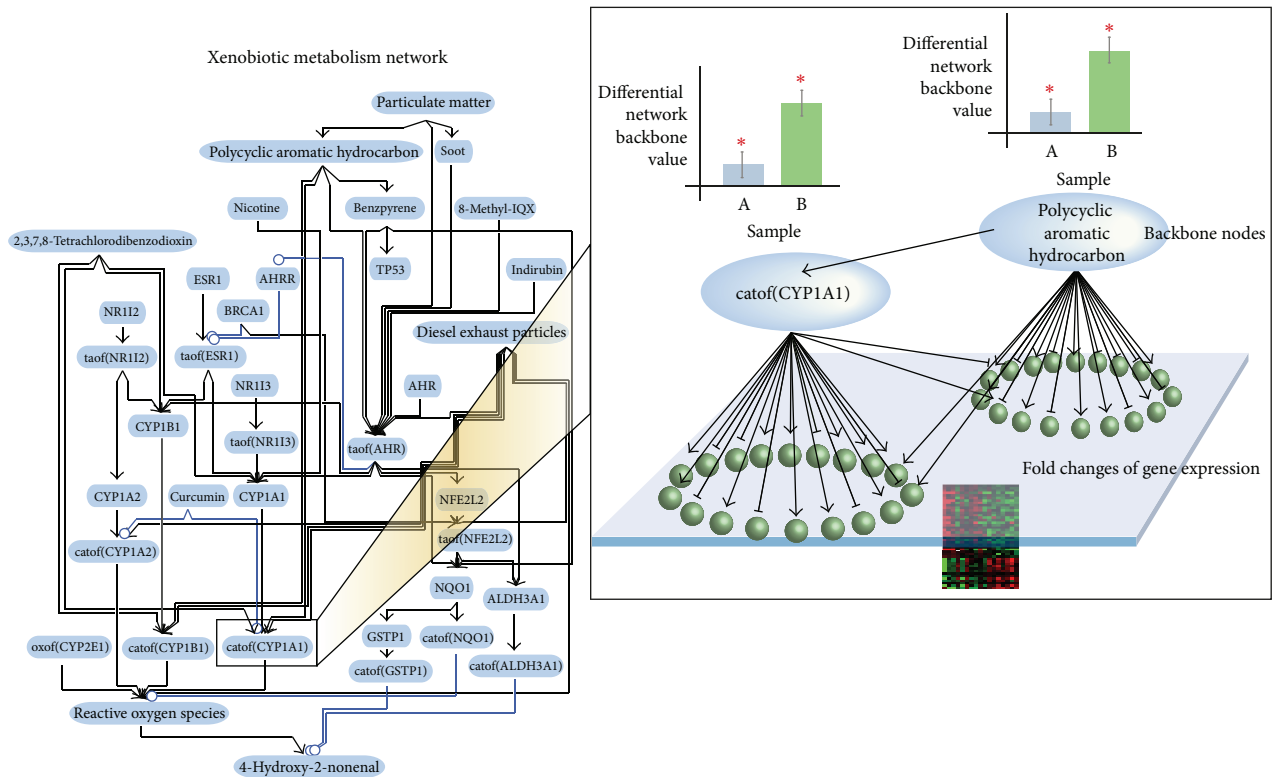 Xenobiotic metabolism network
Particulate matter
Polycyclic aromatic hydrocarbon
Soot
Nicotine
Benzpyrene
8-Methyl-IQX
2,3,7,8-Tetrachlorodibenzodioxin
ESR1
AHRR
TP53
Indirubin
NR1I2
BRCA1
Diesel exhaust particles
taof(NR1I2)
taof(ESR1)
NR1I3
AHR
CYP1B1
taof(NR1I3)
taof(AHR)
CYP1A2
Curcumin
CYP1A1
NFE2L2
catof(CYP1A2)
taof(NFE2L2)
NQO1
ALDH3A1
oxof(CYP2E1)
catof(CYP1B1)
catof(CYP1A1)
GSTP1
catof(NQO1)
catof(GSTP1)
catof(ALDH3A1)
Reactive oxygen species
4-Hydroxy-2-nonenal
Differential
network
backbone
value
*
*
A
B
Sample
Differential
network
backbone
value
*
*
A
B
Sample
Polycyclic
aromatic
hydrocarbon
Backbone nodes
catof(CYP1A1)
Fold changes of gene expression